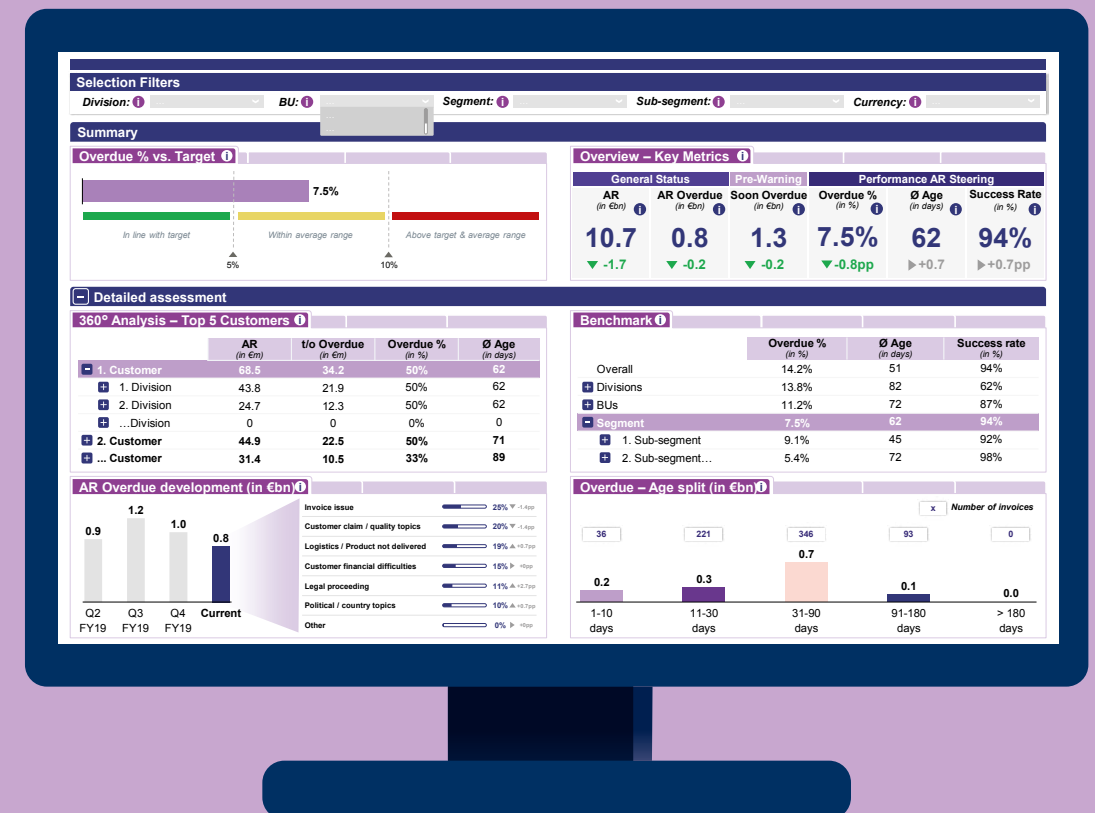 Selection Filters
Division: i ... BU: i ... Segment: i ... Sub-segment: i ... Currency: i ...
...
...
Summary
Overdue % vs. Target i
7.5%
In line with target Within average range Above target & average range
5% 10%
Overview – Key Metrics i
General Status Pre-Warning Performance AR Steering
AR AR Overdue Soon Overdue Overdue % Ø Age Success Rate
(in €bn) i (in €bn) i (in €bn) i (in %) i (in days) i (in %) i
10.7 0.8 1.3 7.5% 62 94%
▼ -1.7 ▼ -0.2 ▼ -0.2 ▼-0.8pp ▶+0.7 ▶+0.7pp
Detailed assessment
360° Analysis – Top 5 Customers i
AR t/o Overdue Overdue % Ø Age
(in €m) (in €m) (in %) (in days)
1. Customer 68.5 34.2 50% 62
1. Division 43.8 21.9 50% 62
2. Division 24.7 12.3 50% 62
...Division 0 0 0% 0
2. Customer 44.9 22.5 50% 71
... Customer 31.4 10.5 33% 89
Benchmark i
Overdue % Ø Age Success rate
(in %) (in days) (in %)
Overall 14.2% 51 94%
Divisions 13.8% 82 62%
BUs 11.2% 72 87%
Segment 7.5% 62 94%
1. Sub-segment 9.1% 45 92%
2. Sub-segment... 5.4% 72 98%
AR Overdue development (in €bn) i
0.9 1.2 1.0 0.8
Q2 Q3 Q4 Current
FY19 FY19 FY19
Invoice issue 25% ▼ -1.4pp
Customer claim / quality topics 20% ▼ -1.4pp
Logistics / Product not delivered 19% ▲ +0.7pp
Customer financial difficulties 15% ▶ +0pp
Legal proceeding 11% ▲ +2.7pp
Political / country topics 10% ▲ +0.7pp
Other 0% ▶ +0pp
Overdue – Age split (in €bn) i
x Number of invoices
36 221 346 93 0
0.2 0.3 0.7 0.1 0.0
1-10 11-30 31-90 91-180 > 180
days days days days days